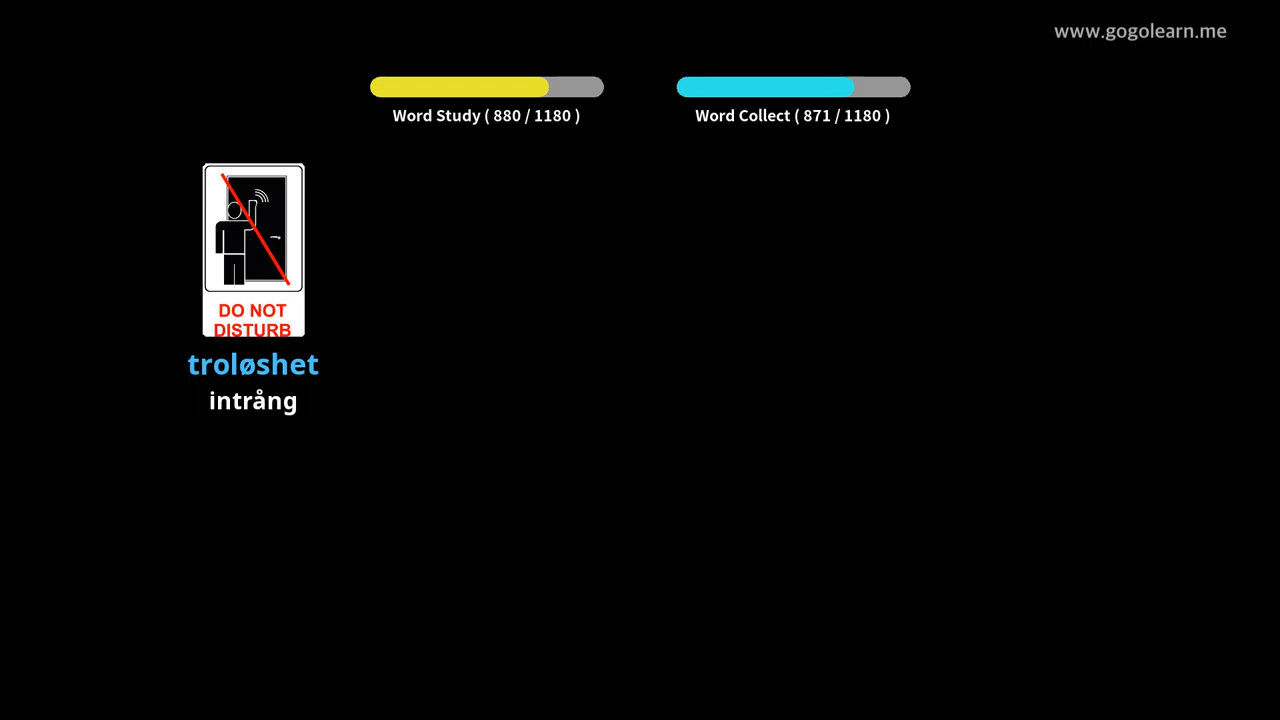 www.gogolearn.me
Word Study ( 880 / 1180 )
Word Collect ( 871 / 1180 )
DO NOT
DISTURB
troløshet
intrång